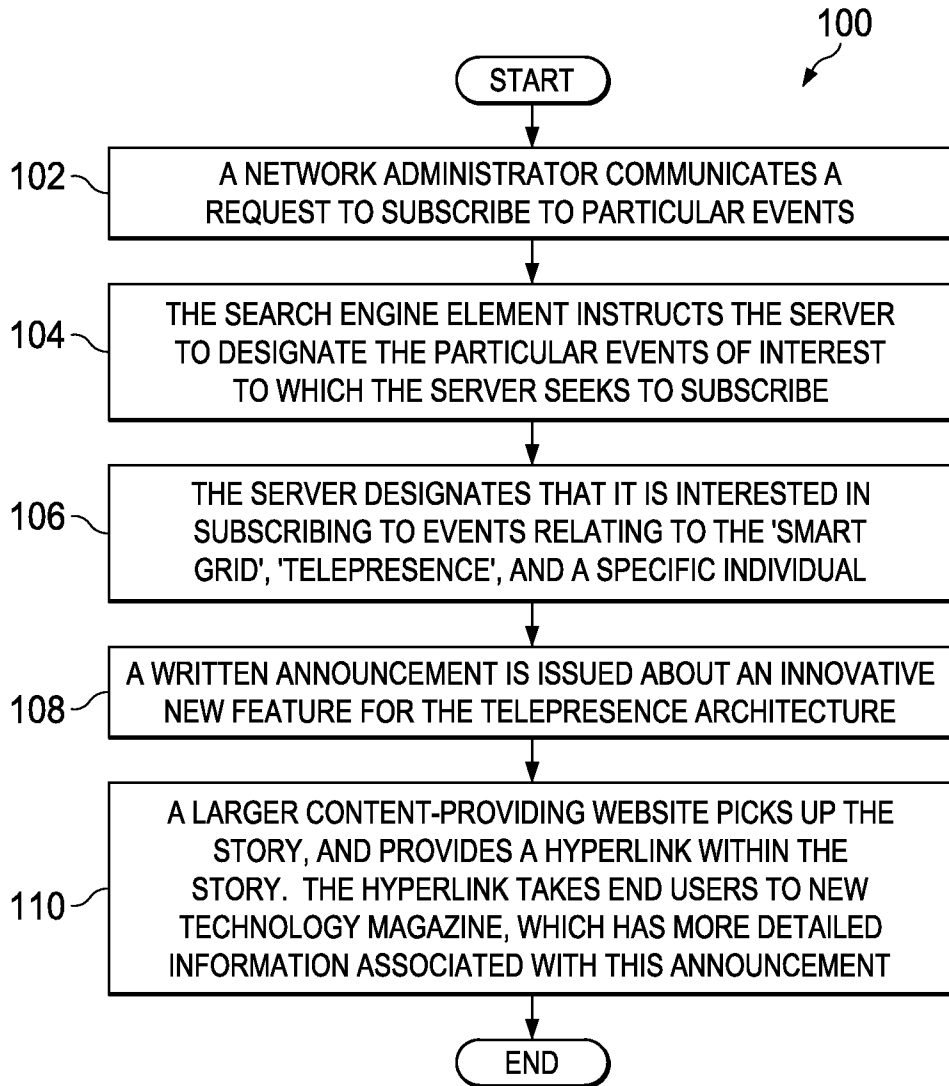 100
START
102
A NETWORK ADMINISTRATOR COMMUNICATES A
REQUEST TO SUBSCRIBE TO PARTICULAR EVENTS
104
THE SEARCH ENGINE ELEMENT INSTRUCTS THE SERVER
TO DESIGNATE THE PARTICULAR EVENTS OF INTEREST
TO WHICH THE SERVER SEEKS TO SUBSCRIBE
106
THE SERVER DESIGNATES THAT IT IS INTERESTED IN
SUBSCRIBING TO EVENTS RELATING TO THE 'SMART
GRID', 'TELEPRESENCE', AND A SPECIFIC INDIVIDUAL
108
A WRITTEN ANNOUNCEMENT IS ISSUED ABOUT AN INNOVATIVE
NEW FEATURE FOR THE TELEPRESENCE ARCHITECTURE
110
A LARGER CONTENT-PROVIDING WEBSITE PICKS UP THE
STORY, AND PROVIDES A HYPERLINK WITHIN THE
STORY. THE HYPERLINK TAKES END USERS TO NEW
TECHNOLOGY MAGAZINE, WHICH HAS MORE DETAILED
INFORMATION ASSOCIATED WITH THIS ANNOUNCEMENT
END